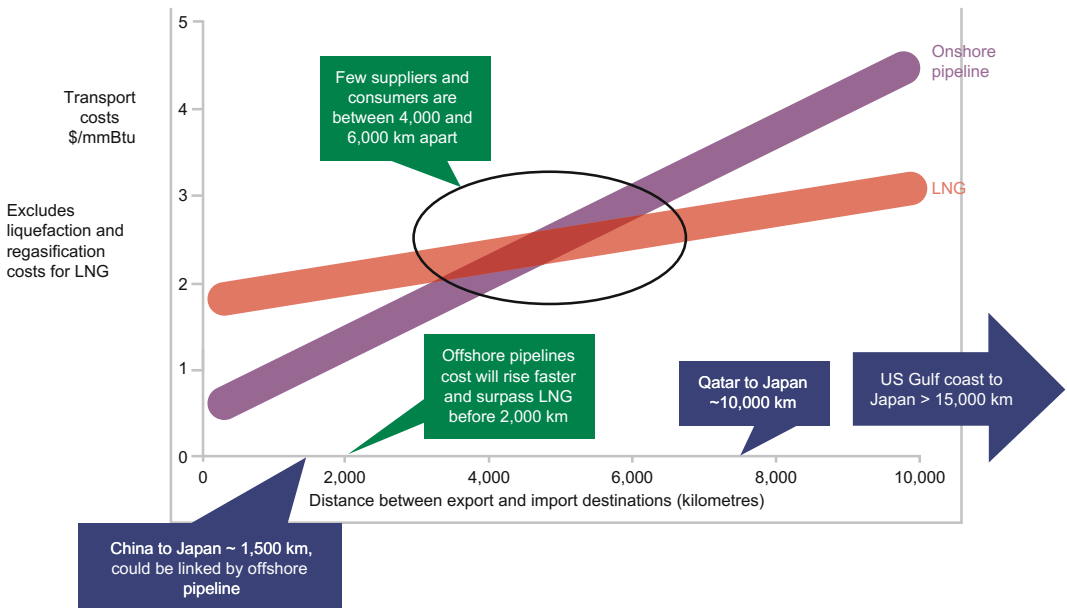 5
4
3
2
1
0
Transport
costs
$/mmBtu
Excludes
liquefaction and
regasification
costs for LNG
Few suppliers and
consumers are
between 4,000 and
6,000 km apart
Onshore
pipeline
LNG
Offshore pipelines
cost will rise faster
and surpass LNG
before 2,000 km
Qatar to Japan
~10,000 km
US Gulf coast to
Japan > 15,000 km
0
2,000
4,000
6,000
8,000
10,000
Distance between export and import destinations (kilometres)
China to Japan ~ 1,500 km,
could be linked by offshore
pipeline